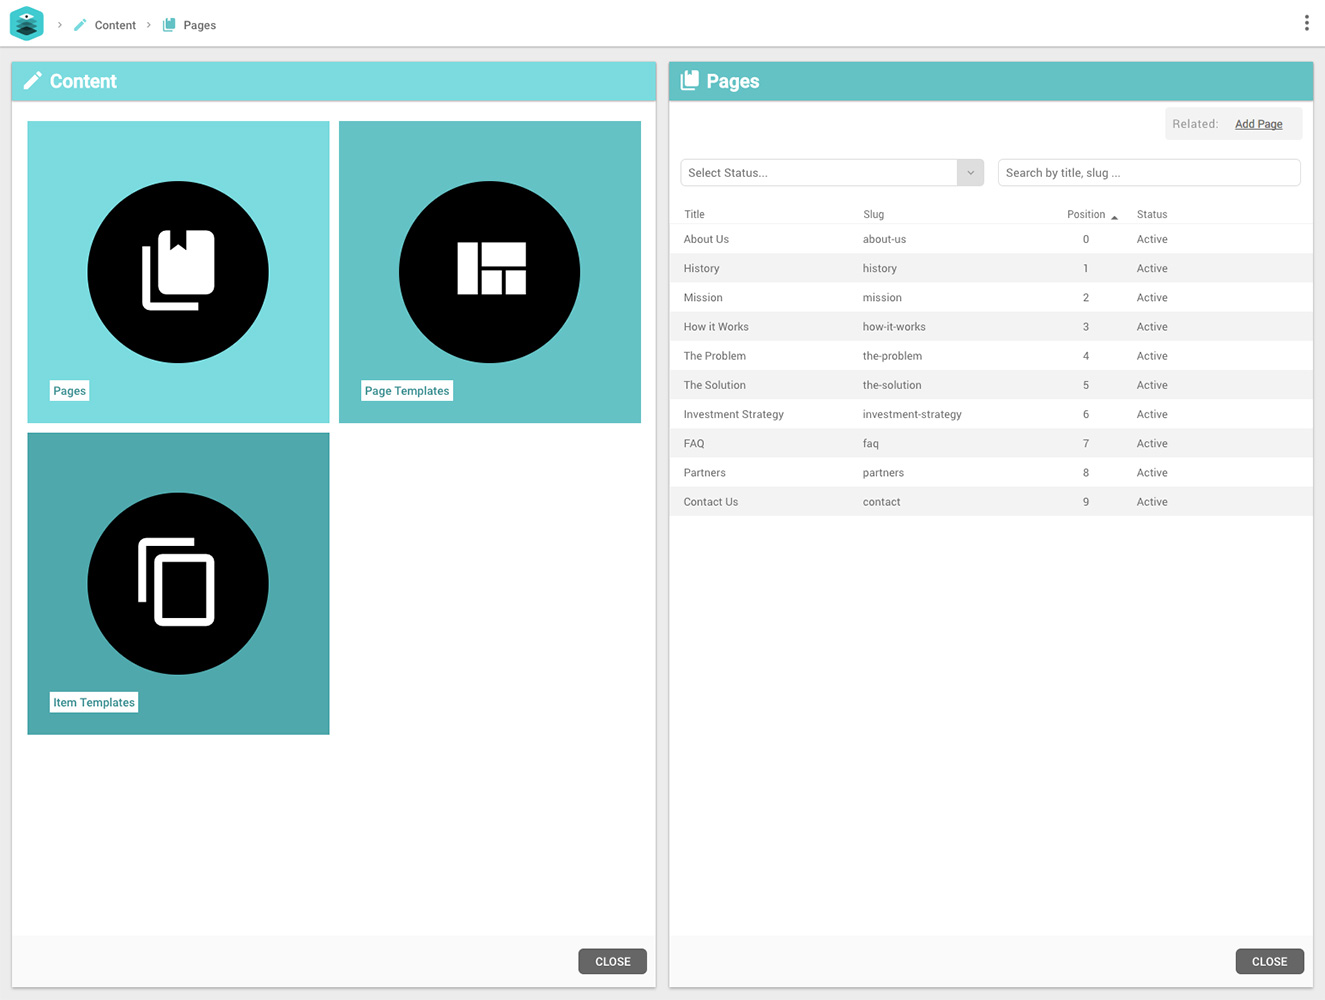 Content
Pages
Content
Pages
Page Templates
Item Templates
CLOSE
Pages
Related: Add Page
Select Status...
Search by title, slug ...
Title Slug Position Status
About Us about-us 0 Active
History history 1 Active
Mission mission 2 Active
How it Works how-it-works 3 Active
The Problem the-problem 4 Active
The Solution the-solution 5 Active
Investment Strategy investment-strategy 6 Active
FAQ faq 7 Active
Partners partners 8 Active
Contact Us contact 9 Active
CLOSE